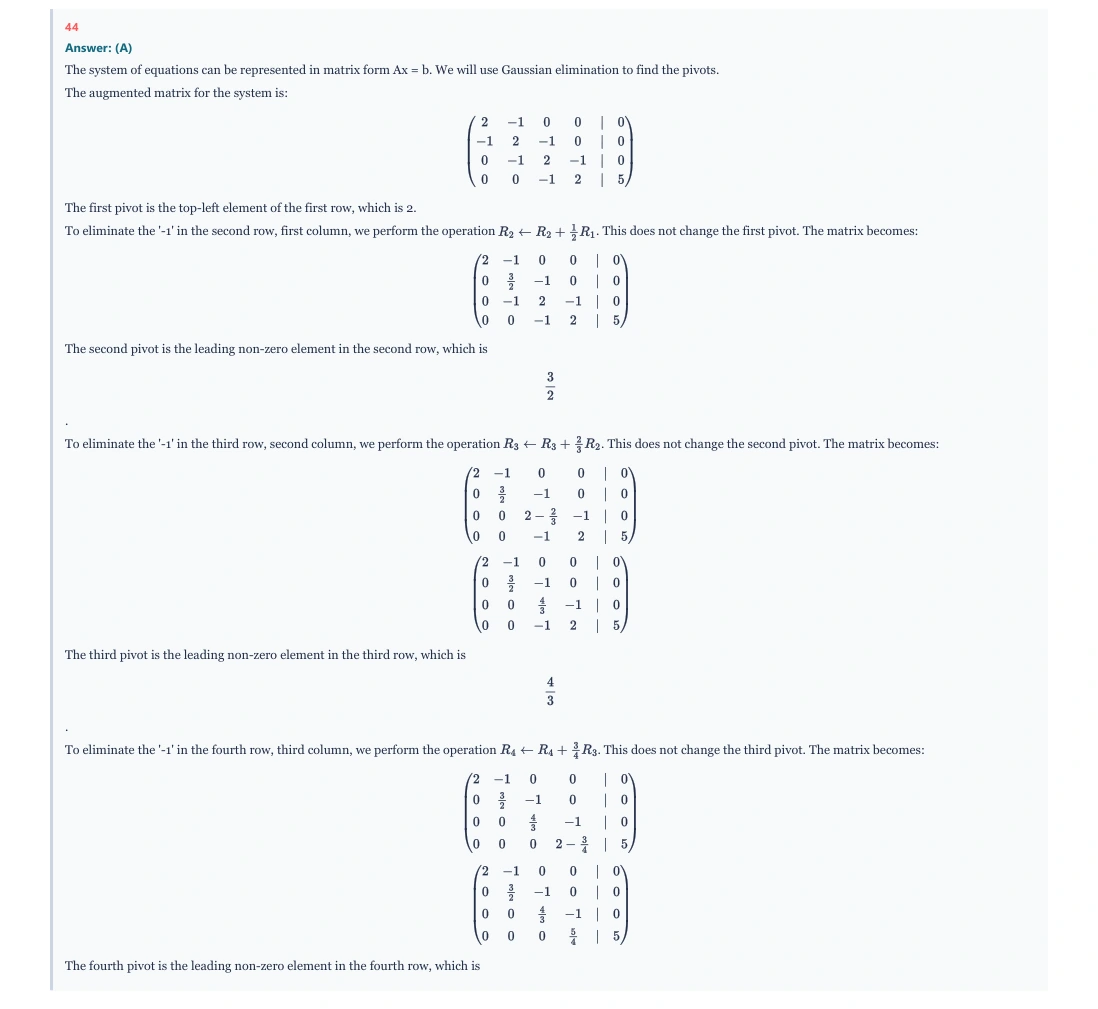 44
Answer: (A)
The system of equations can be represented in matrix form Ax = b. We will use Gaussian elimination to find the pivots.
The augmented matrix for the system is:
2 −1 0 0 | 0
−1 2 −1 0 | 0
0 −1 2 −1 | 0
0 0 −1 2 | 5
The first pivot is the top-left element of the first row, which is 2.
To eliminate the '-1' in the second row, first column, we perform the operation R₂ ← R₂ + 1/2 R₁. This does not change the first pivot. The matrix becomes:
2 −1 0 0 | 0
0 3/2 −1 0 | 0
0 −1 2 −1 | 0
0 0 −1 2 | 5
The second pivot is the leading non-zero element in the second row, which is
3/2
.
To eliminate the '-1' in the third row, second column, we perform the operation R₃ ← R₃ + 2/3 R₂. This does not change the second pivot. The matrix becomes:
2 −1 0 0 | 0
0 3/2 −1 0 | 0
0 0 2 − 2/3 −1 | 0
0 0 −1 2 | 5
2 −1 0 0 | 0
0 3/2 −1 0 | 0
0 0 4/3 −1 | 0
0 0 −1 2 | 5
The third pivot is the leading non-zero element in the third row, which is
4/3
.
To eliminate the '-1' in the fourth row, third column, we perform the operation R₄ ← R₄ + 3/4 R₃. This does not change the third pivot. The matrix becomes:
2 −1 0 0 | 0
0 3/2 −1 0 | 0
0 0 4/3 −1 | 0
0 0 0 2 − 3/4 | 5
2 −1 0 0 | 0
0 3/2 −1 0 | 0
0 0 4/3 −1 | 0
0 0 0 5/4 | 5
The fourth pivot is the leading non-zero element in the fourth row, which is